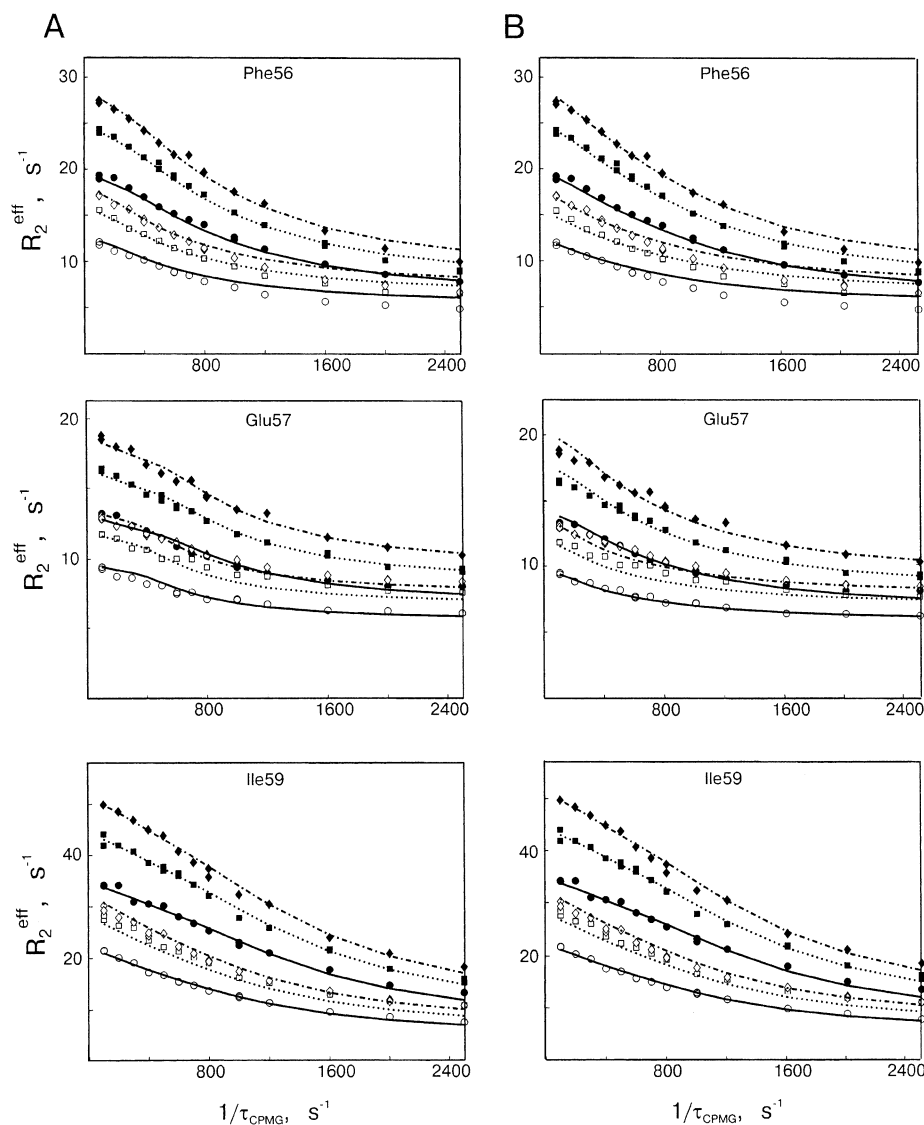 A B
Phe56 Phe56
30 30
20 20
10 10
R₂ᵉᶠᶠ, s⁻¹
800 1600 2400 800 1600 2400
Glu57 Glu57
20 20
10 10
R₂ᵉᶠᶠ, s⁻¹
800 1600 2400 800 1600 2400
Ile59 Ile59
40 40
20 20
R₂ᵉᶠᶠ, s⁻¹
800 1600 2400 800 1600 2400
1/τCPMG, s⁻¹ 1/τCPMG, s⁻¹